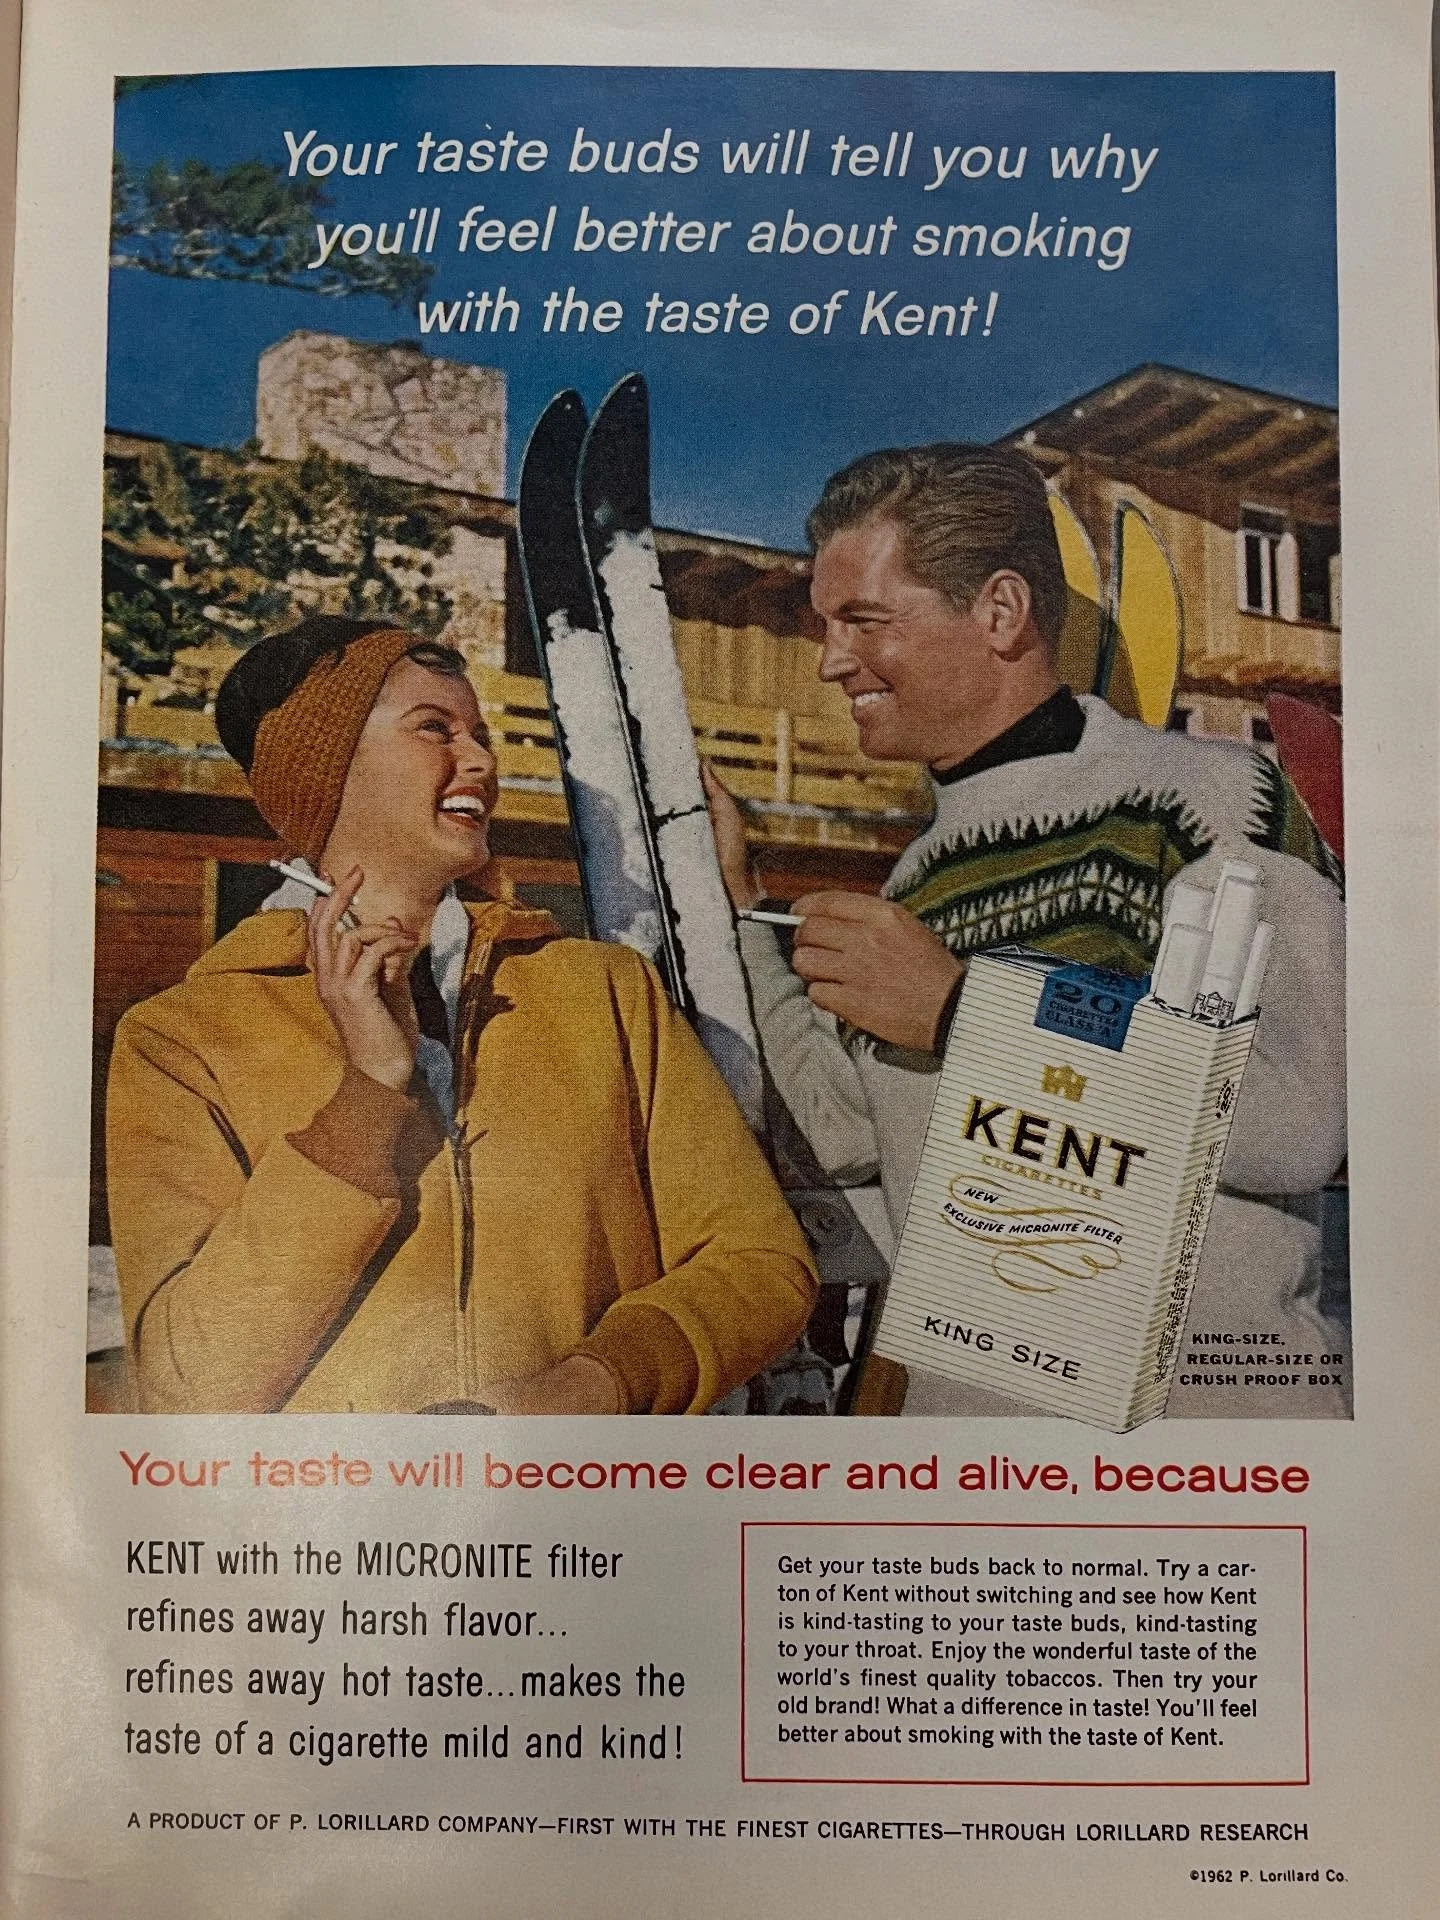 Your taste buds will tell you why
you'll feel better about smoking
with the taste of Kent!
20
CIGARETTES
CLASS A
KENT
CIGARETTES
NEW
EXCLUSIVE MICRONITE FILTER
KING SIZE
KING-SIZE,
REGULAR-SIZE OR
CRUSH PROOF BOX
Your taste will become clear and alive, because
KENT with the MICRONITE filter
refines away harsh flavor...
refines away hot taste...makes the
taste of a cigarette mild and kind!
Get your taste buds back to normal. Try a car-
ton of Kent without switching and see how Kent
is kind-tasting to your taste buds, kind-tasting
to your throat. Enjoy the wonderful taste of the
world's finest quality tobaccos. Then try your
old brand! What a difference in taste! You'll feel
better about smoking with the taste of Kent.
A PRODUCT OF P. LORILLARD COMPANY—FIRST WITH THE FINEST CIGARETTES—THROUGH LORILLARD RESEARCH
©1962 P. Lorillard Co.